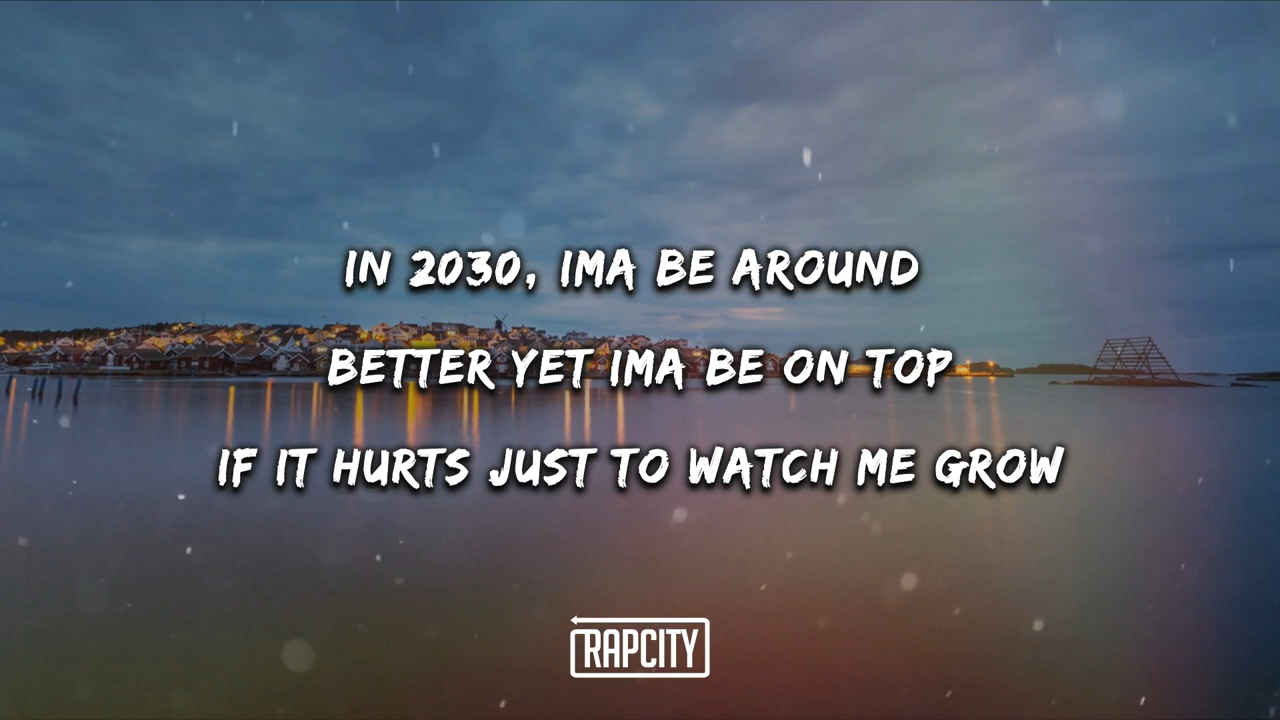 IN 2030, IMA BE AROUND
BETTER YET IMA BE ON TOP
IF IT HURTS JUST TO WATCH ME GROW
RAPCITY